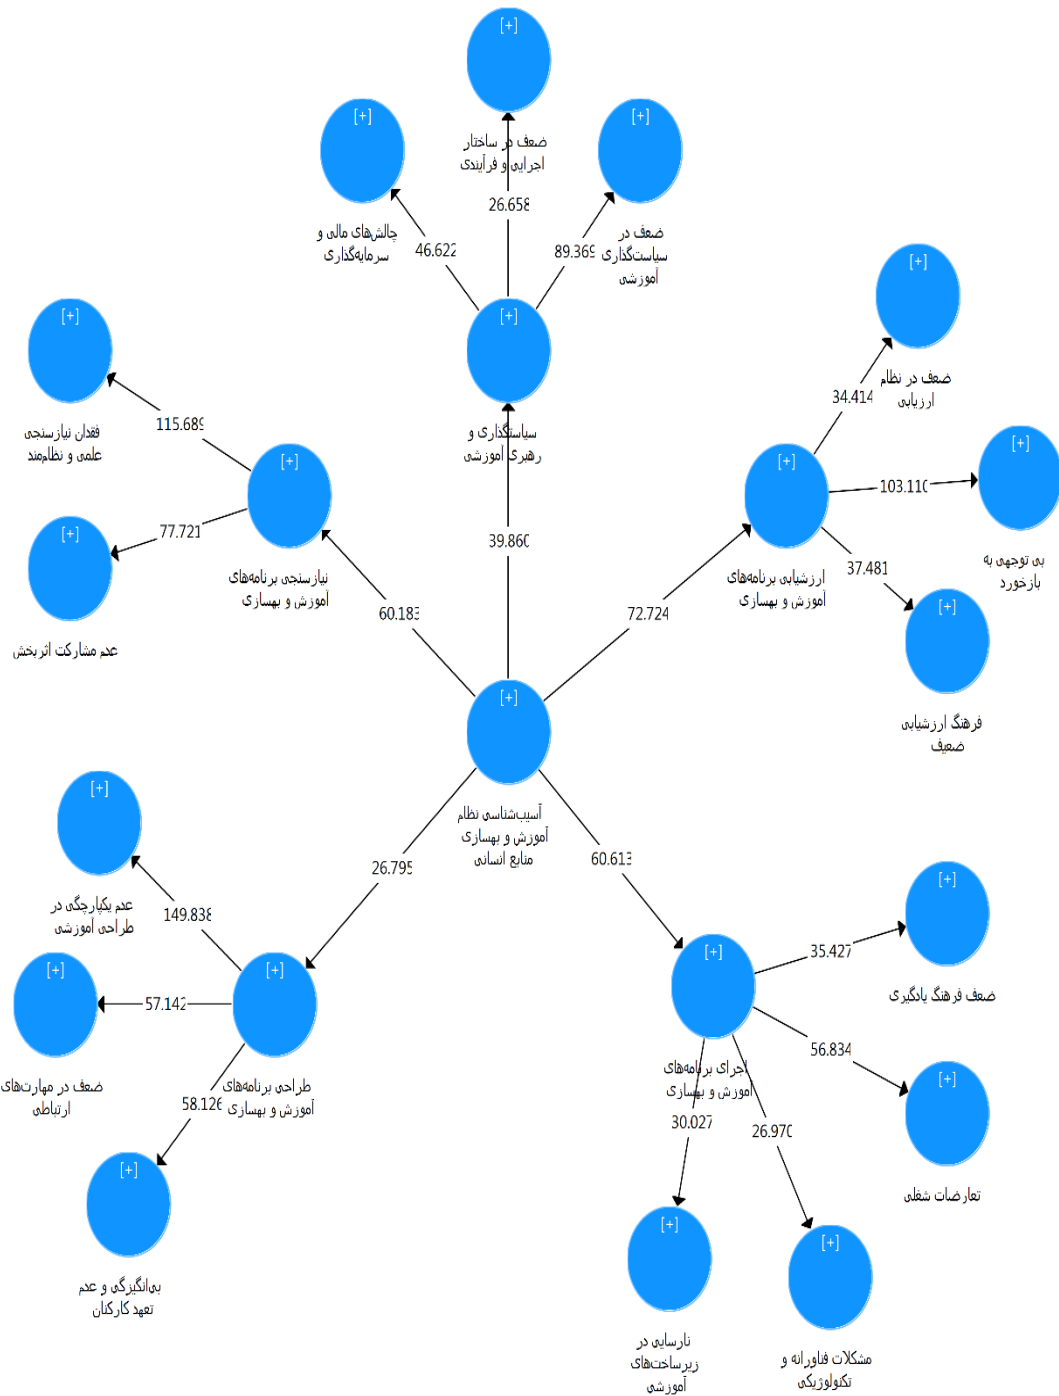 [+]
[+]
ضعف در ساختار
اجرایی و فرآیندی
[+]
26.658
چالش‌های مالی و
سرمایه‌گذاری
46.622
89.369
ضعف در
سیاست‌گذاری
آموزشی
[+]
[+]
[+]
سیاستگذاری و
رهبری آموزشی
39.860
[+]
ضعف در نظام
ارزیابی
34.414
115.689
فقدان نیازسنجی
علمی و نظام‌مند
[+]
[+]
[+]
103.110
بی توجهی به
بازخورد
[+]
77.721
نیازسنجی برنامه‌های
آموزش و بهسازی
ارزشیابی برنامه‌های
آموزش و بهسازی
37.481
[+]
عدم مشارکت اثربخش
60.183
72.724
فرهنگ ارزشیابی
ضعیف
[+]
آسیب‌شناسی نظام
آموزش و بهسازی
منابع انسانی
[+]
26.795
60.613
عدم یکپارچگی در
طراحی آموزشی
149.838
[+]
35.427
ضعف فرهنگ یادگیری
[+]
[+]
57.142
[+]
ضعف در مهارت‌های
ارتباطی
طراحی برنامه‌های
آموزش و بهسازی
58.126
اجرای برنامه‌های
آموزش و بهسازی
56.834
[+]
30.027
26.970
تعارضات شغلی
[+]
بی‌انگیزگی و عدم
تعهد کارکنان
[+]
نارسایی در
زیرساخت‌های
آموزشی
[+]
مشکلات فناورانه و
تکنولوژیکی